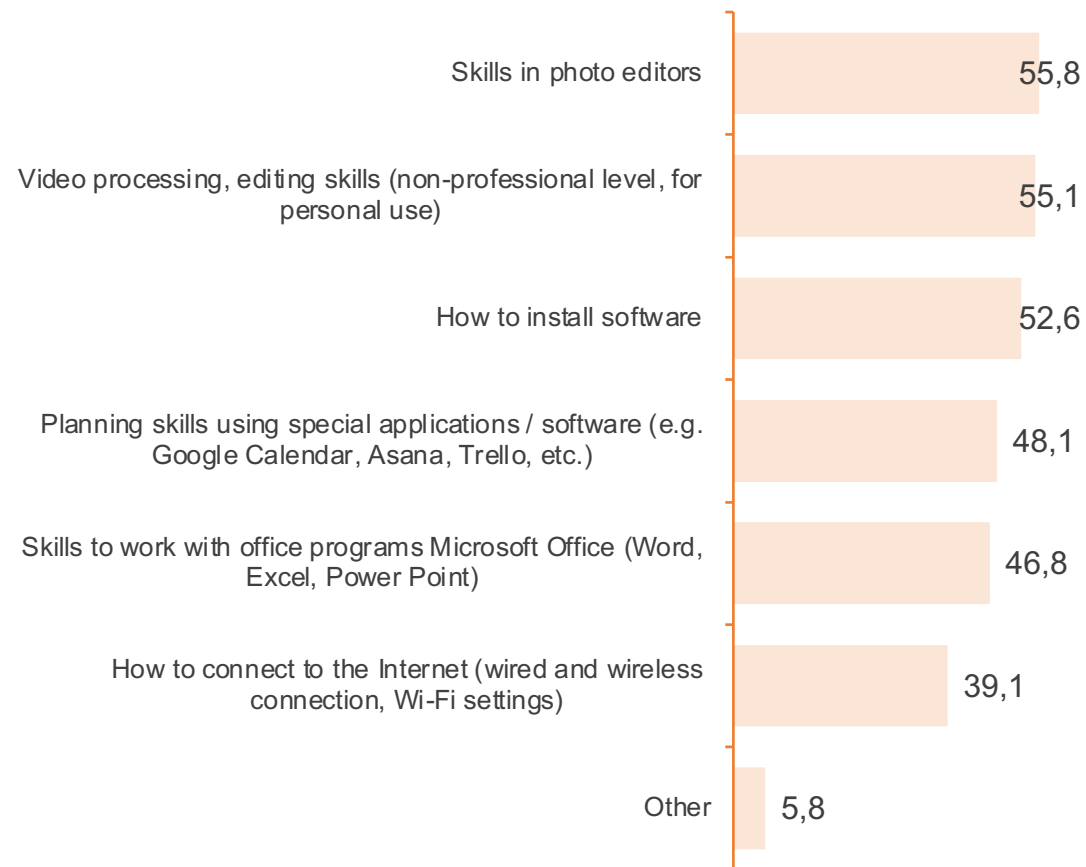 Skills in photo editors
55,8
Video processing, editing skills (non-professional level, for
personal use)
55,1
How to install software
52,6
Planning skills using special applications / software (e.g.
Google Calendar, Asana, Trello, etc.)
48,1
Skills to work with office programs Microsoft Office (Word,
Excel, Power Point)
46,8
How to connect to the Internet (wired and wireless
connection, Wi-Fi settings)
39,1
Other
5,8